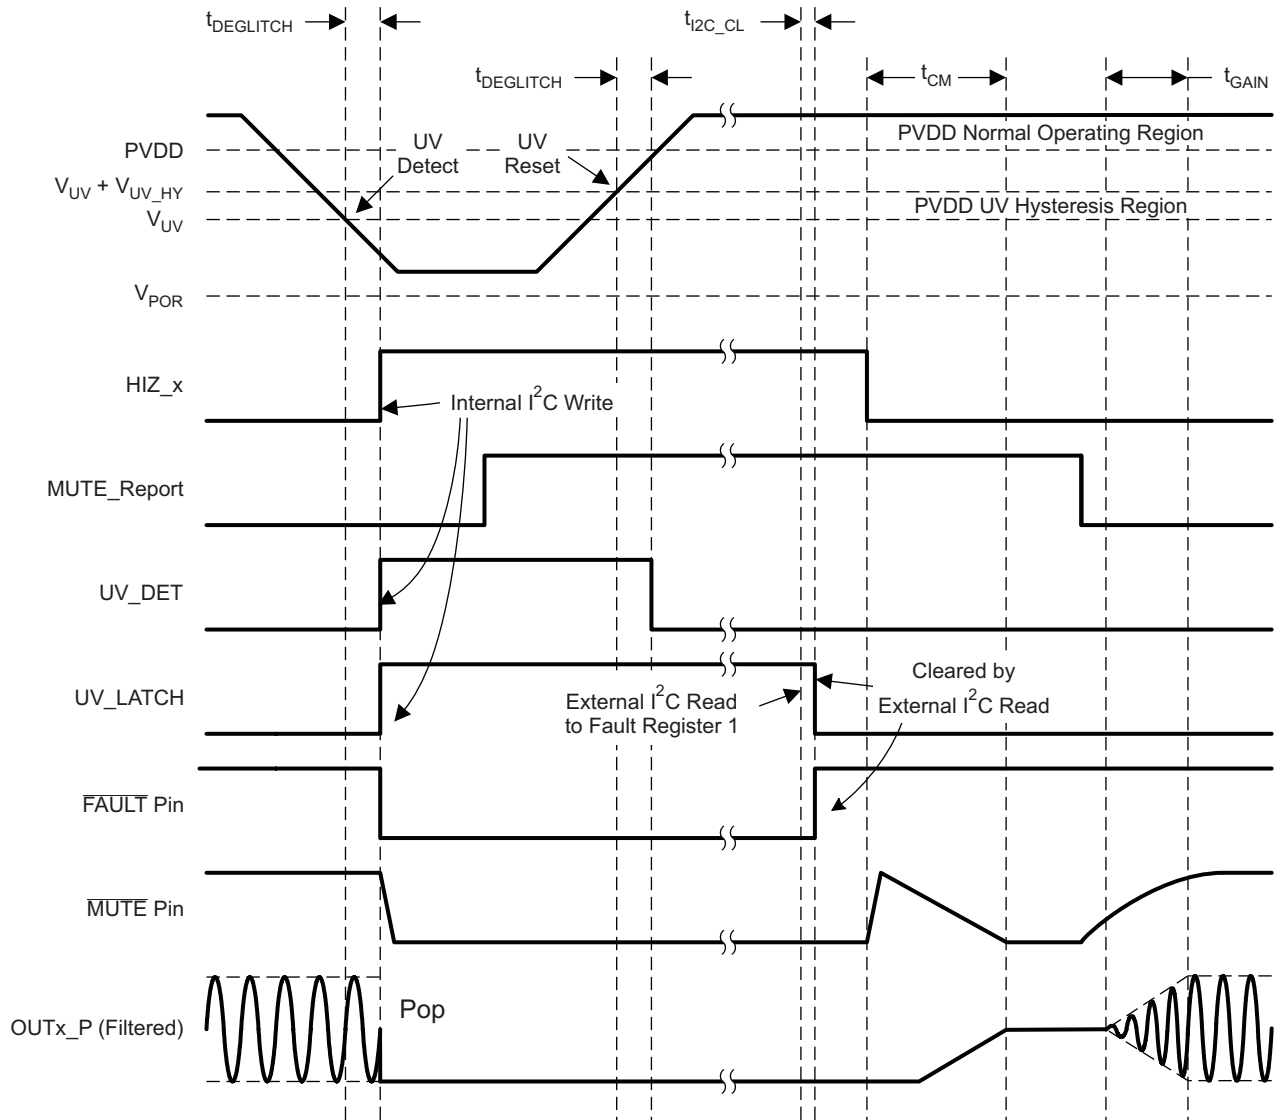 tDEGLITCH
tI2C_CL
tDEGLITCH
tCM
tGAIN
PVDD Normal Operating Region
PVDD
UV
Detect
UV
Reset
VUV + VUV_HY
PVDD UV Hysteresis Region
VUV
VPOR
HIZ_x
Internal I2C Write
MUTE_Report
UV_DET
UV_LATCH
External I2C Read
to Fault Register 1
Cleared by
External I2C Read
FAULT Pin
MUTE Pin
Pop
OUTx_P (Filtered)